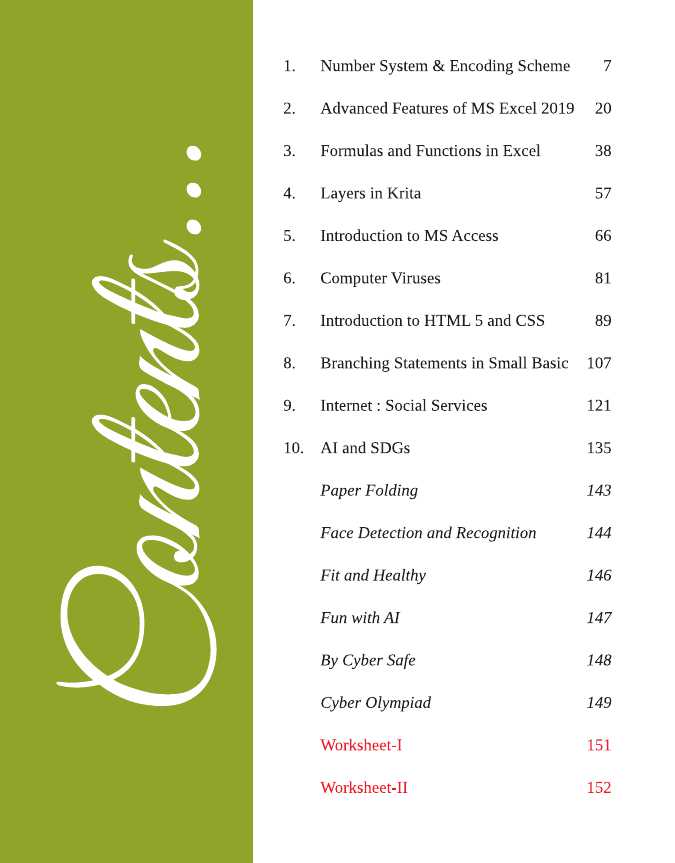 Contents...
1. Number System & Encoding Scheme 7
2. Advanced Features of MS Excel 2019 20
3. Formulas and Functions in Excel 38
4. Layers in Krita 57
5. Introduction to MS Access 66
6. Computer Viruses 81
7. Introduction to HTML 5 and CSS 89
8. Branching Statements in Small Basic 107
9. Internet : Social Services 121
10. AI and SDGs 135
Paper Folding 143
Face Detection and Recognition 144
Fit and Healthy 146
Fun with AI 147
By Cyber Safe 148
Cyber Olympiad 149
Worksheet-I 151
Worksheet-II 152